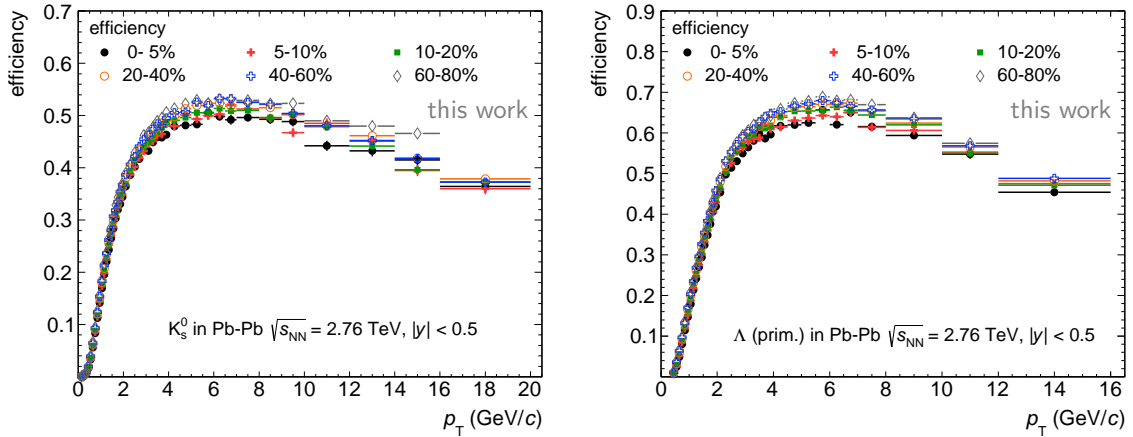 efficiency
0- 5% 5-10% 10-20%
20-40% 40-60% 60-80%
this work
efficiency
0.7
0.6
0.5
0.4
0.3
0.2
0.1
K⁰ₛ in Pb-Pb √sNN = 2.76 TeV, |y| < 0.5
0 2 4 6 8 10 12 14 16 18 20
pT (GeV/c)
efficiency
0- 5% 5-10% 10-20%
20-40% 40-60% 60-80%
this work
efficiency
0.9
0.8
0.7
0.6
0.5
0.4
0.3
0.2
0.1
Λ (prim.) in Pb-Pb √sNN = 2.76 TeV, |y| < 0.5
0 2 4 6 8 10 12 14 16
pT (GeV/c)